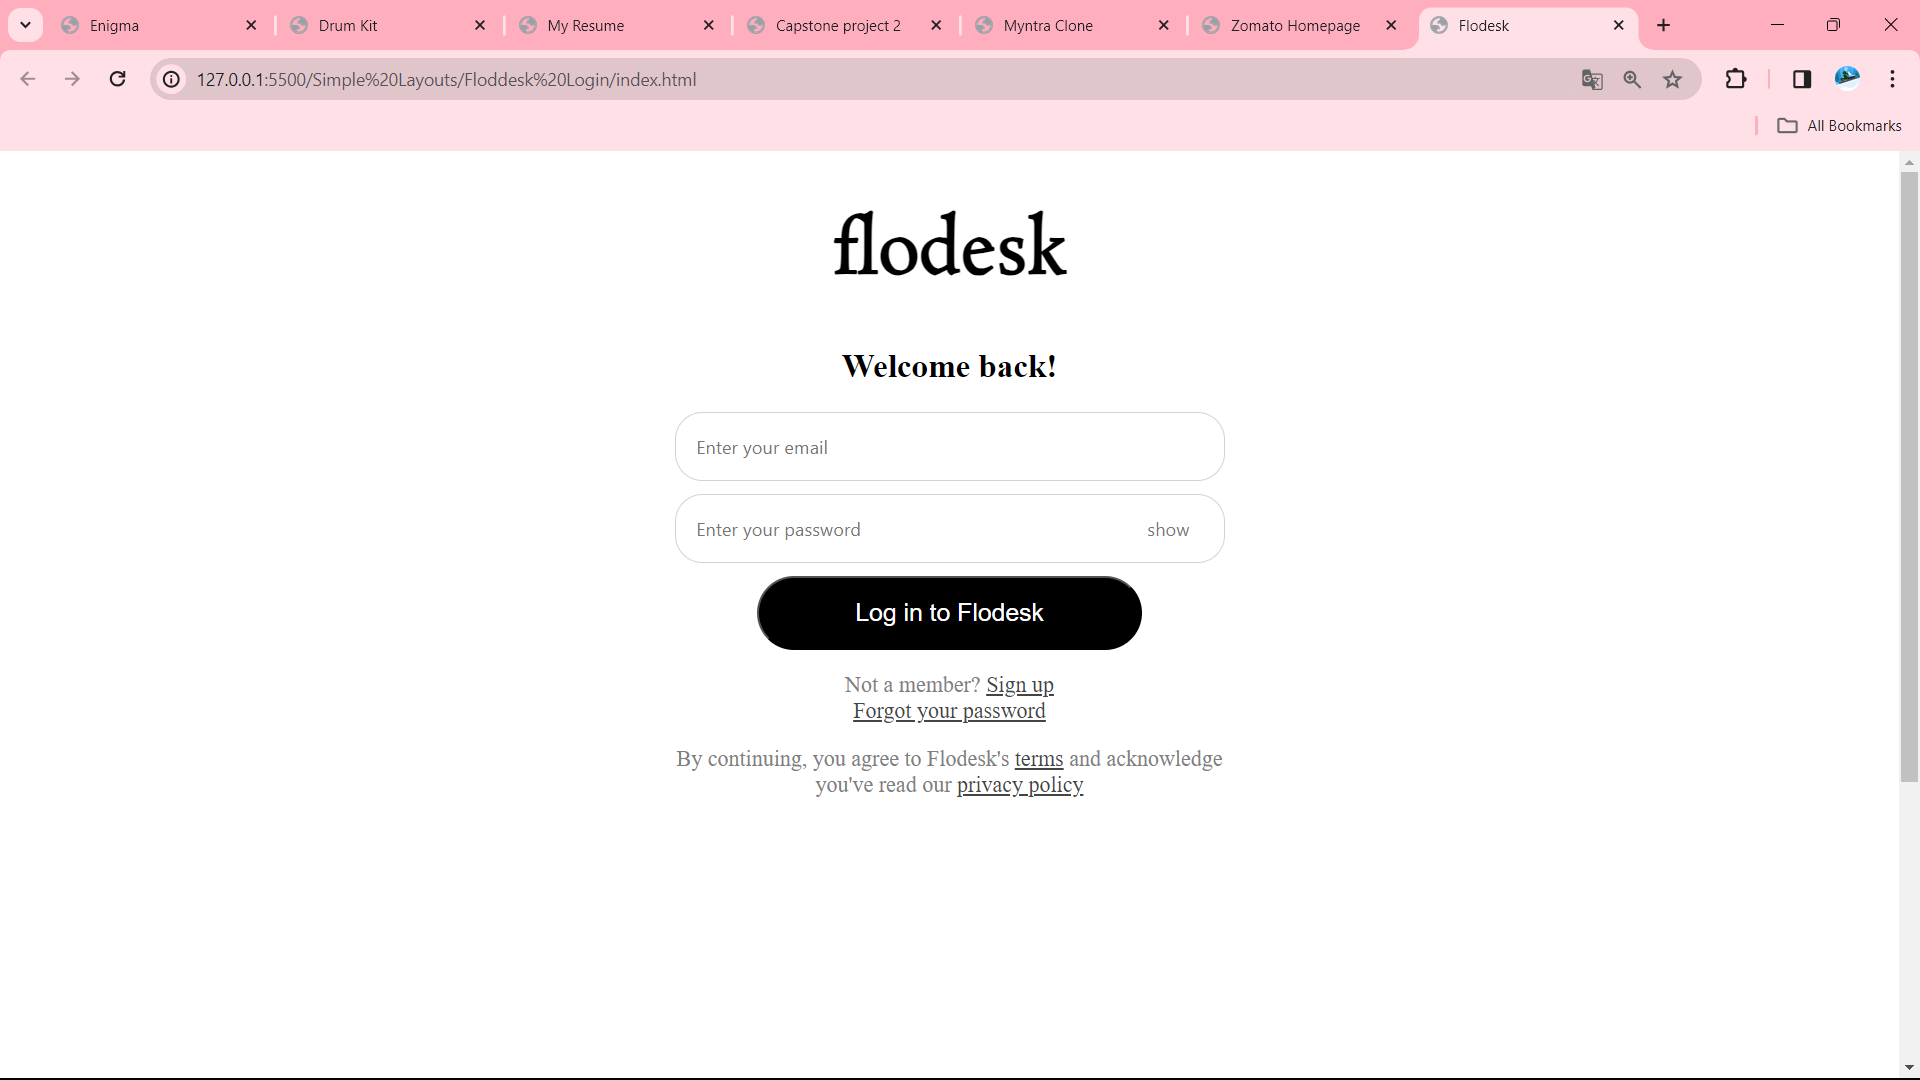 Enigma
Drum Kit
My Resume
Capstone project 2
Myntra Clone
Zomato Homepage
Flodesk
127.0.0.1:5500/Simple%20Layouts/Floddesk%20Login/index.html
All Bookmarks
flodesk
Welcome back!
Enter your email
Enter your password show
Log in to Flodesk
Not a member? Sign up
Forgot your password
By continuing, you agree to Flodesk's terms and acknowledge
you've read our privacy policy